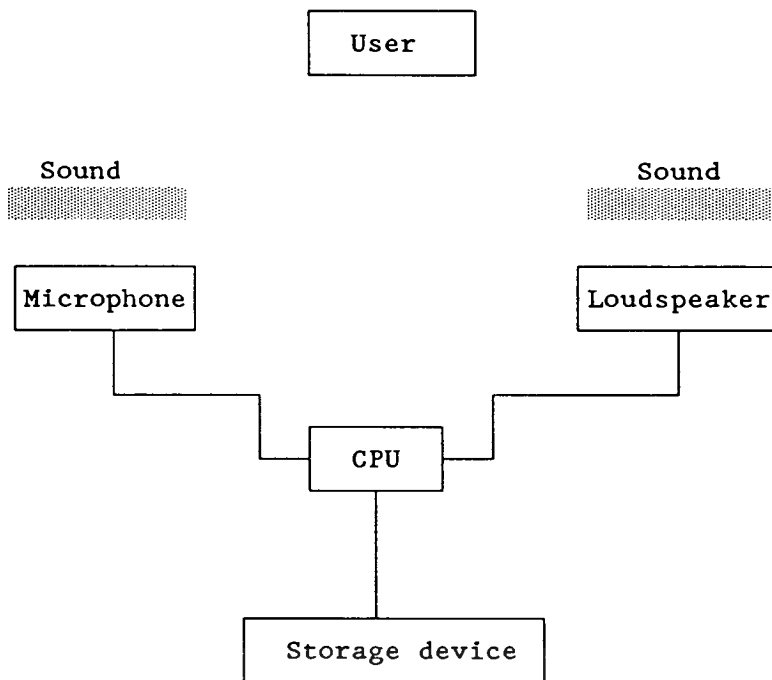 User
Sound
Sound
Microphone
Loudspeaker
CPU
Storage device